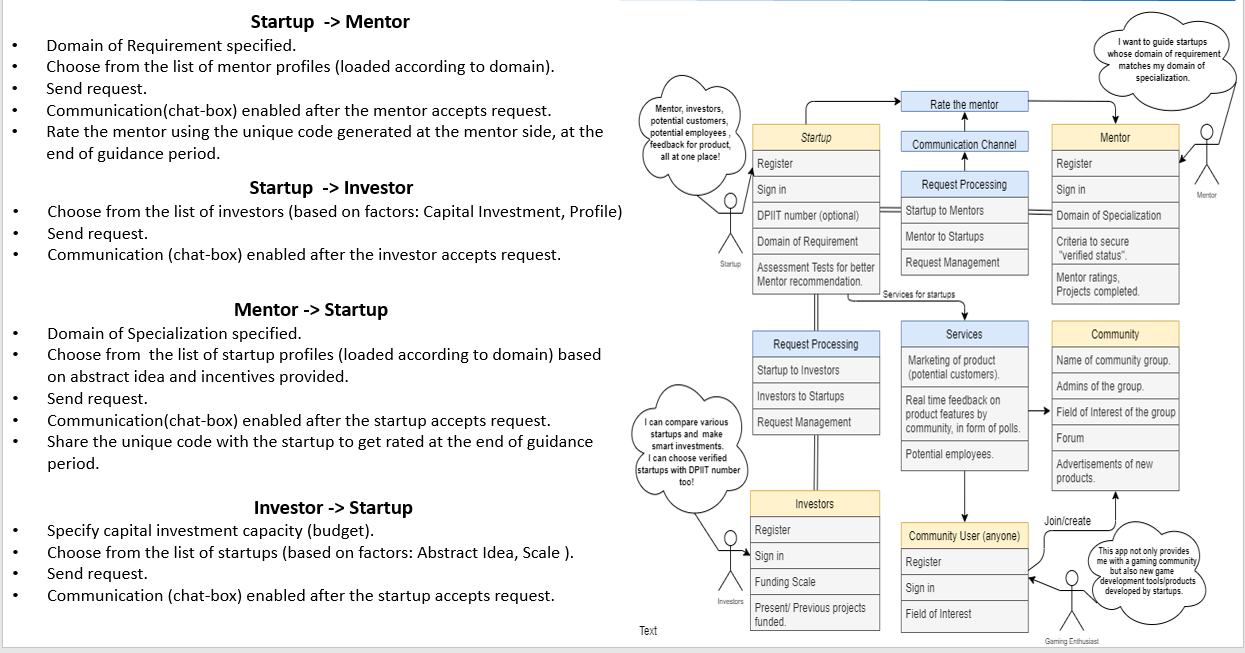 Startup -> Mentor
• Domain of Requirement specified.
• Choose from the list of mentor profiles (loaded according to domain).
• Send request.
• Communication(chat-box) enabled after the mentor accepts request.
• Rate the mentor using the unique code generated at the mentor side, at the
end of guidance period.
Startup -> Investor
• Choose from the list of investors (based on factors: Capital Investment, Profile)
• Send request.
• Communication (chat-box) enabled after the investor accepts request.
Mentor -> Startup
• Domain of Specialization specified.
• Choose from the list of startup profiles (loaded according to domain) based
on abstract idea and incentives provided.
• Send request.
• Communication(chat-box) enabled after the startup accepts request.
• Share the unique code with the startup to get rated at the end of guidance
period.
Investor -> Startup
• Specify capital investment capacity (budget).
• Choose from the list of startups (based on factors: Abstract Idea, Scale ).
• Send request.
• Communication (chat-box) enabled after the startup accepts request.
Mentor, investors,
potential customers,
potential employees ,
feedback for product,
all at one place!
Startup
Startup
Register
Sign in
DPIIT number (optional)
Domain of Requirement
Assessment Tests for better
Mentor recommendation.
Rate the mentor
Communication Channel
Request Processing
Startup to Mentors
Mentor to Startups
Request Management
I want to guide startups
whose domain of requirement
matches my domain of
specialization.
Mentor
Mentor
Register
Sign in
Domain of Specialization
Criteria to secure
"verified status".
Mentor ratings,
Projects completed.
Services for startups
Request Processing
Startup to Investors
Investors to Startups
Request Management
Services
Marketing of product
(potential customers).
Real time feedback on
product features by
community, in form of polls.
Potential employees.
Community
Name of community group.
Admins of the group.
Field of Interest of the group
Forum
Advertisements of new
products.
I can compare various
startups and make
smart investments.
I can choose verified
startups with DPIIT number
too!
Investors
Investors
Register
Sign in
Funding Scale
Present/ Previous projects
funded.
Community User (anyone)
Register
Sign in
Field of Interest
Join/create
This app not only provides
me with a gaming community
but also new game
development tools/products
developed by startups.
Gaming Enthusiast
Text